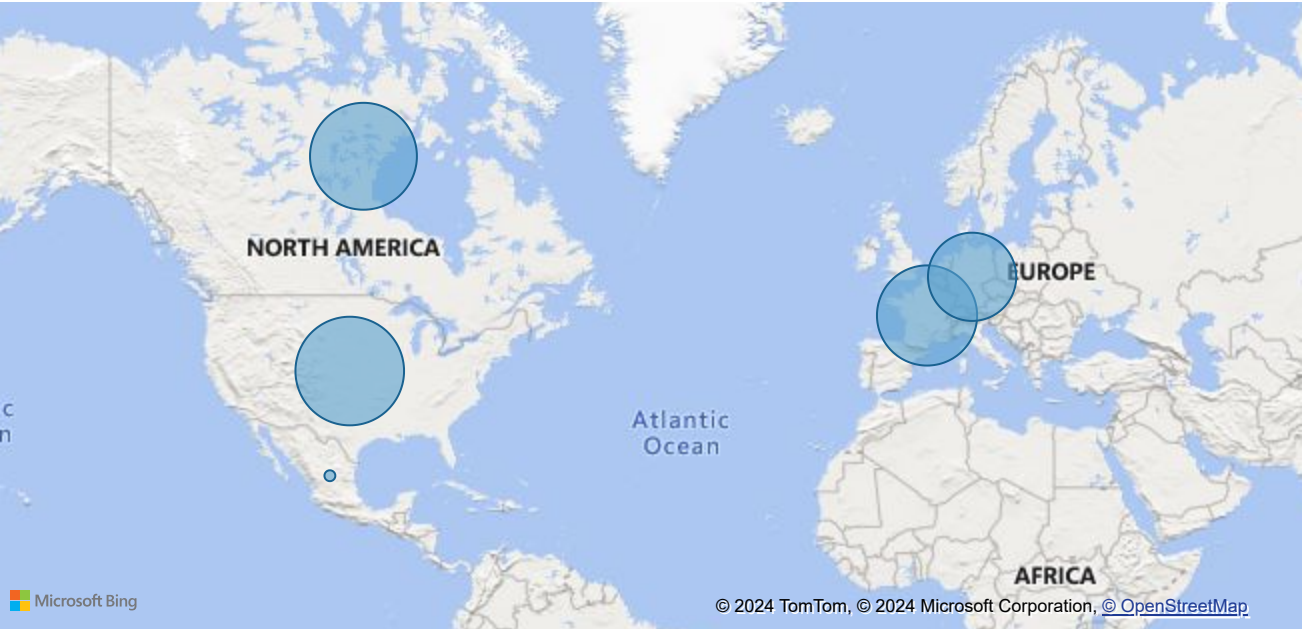 NORTH AMERICA
EUROPE
c
n
Atlantic
Ocean
AFRICA
Microsoft Bing
© 2024 TomTom, © 2024 Microsoft Corporation, © OpenStreetMap